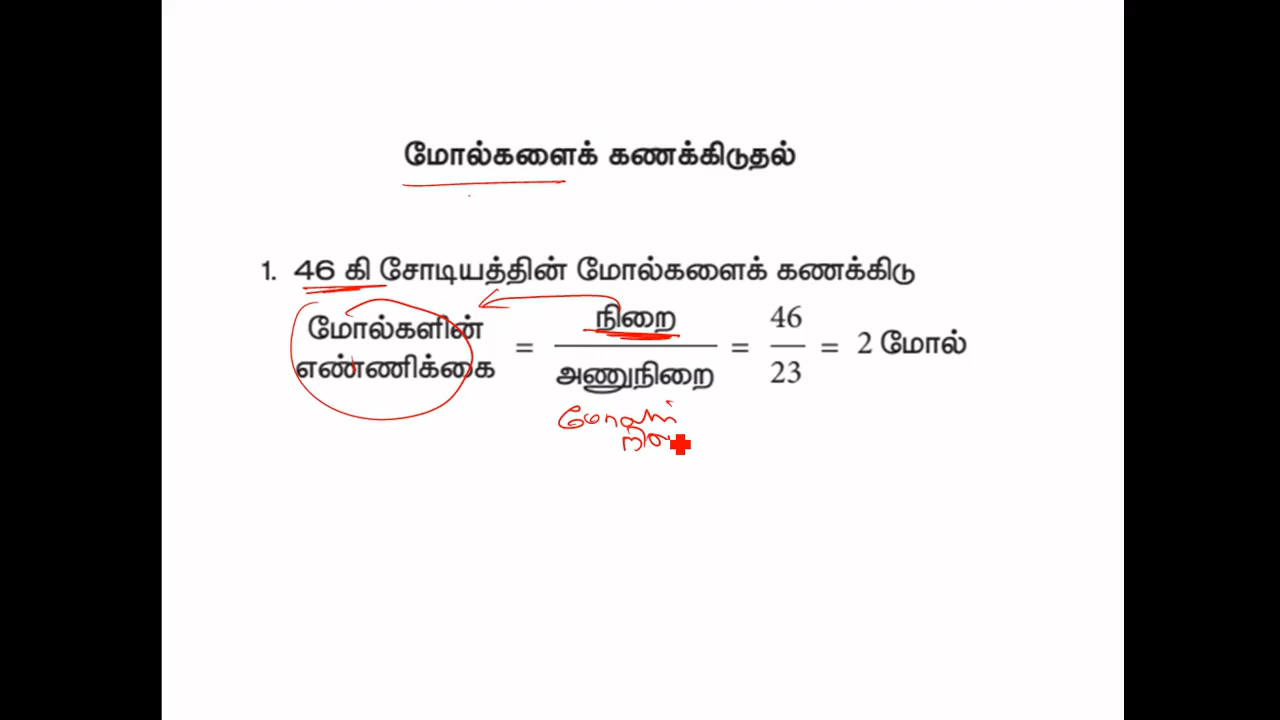 மோல்களைக் கணக்கிடுதல்
1. 46 கி சோடியத்தின் மோல்களைக் கணக்கிடு
மோல்களின் எண்ணிக்கை = நிறை / அணுநிறை = 46 / 23 = 2 மோல்
மோலார்